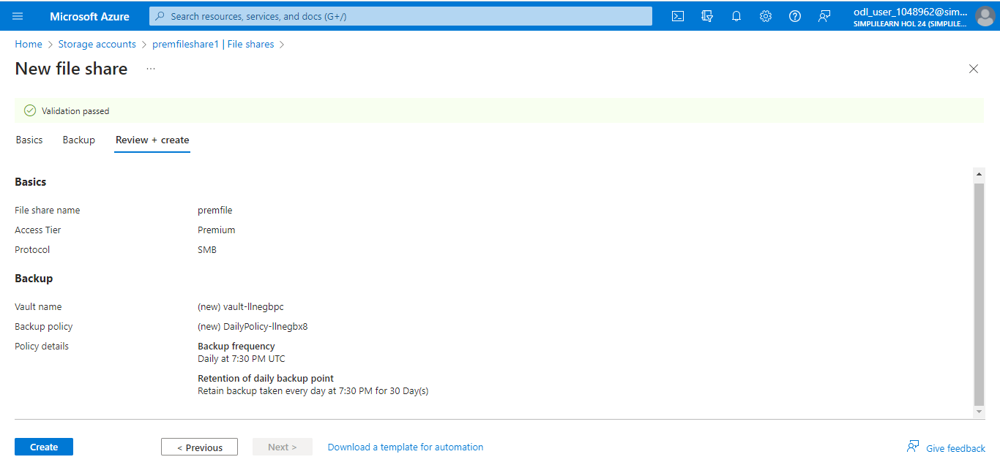 Microsoft Azure
Search resources, services, and docs (G+/)
odl_user_1048962@sim...
SIMPLILEARN HOL 24 (SIMPLILE...
Home > Storage accounts > premfileshare1 | File shares >
New file share ...
Validation passed
Basics Backup Review + create
Basics
File share name premfile
Access Tier Premium
Protocol SMB
Backup
Vault name (new) vault-llnegbpc
Backup policy (new) DailyPolicy-llnegbx8
Policy details Backup frequency
Daily at 7:30 PM UTC
Retention of daily backup point
Retain backup taken every day at 7:30 PM for 30 Day(s)
Create < Previous Next > Download a template for automation Give feedback